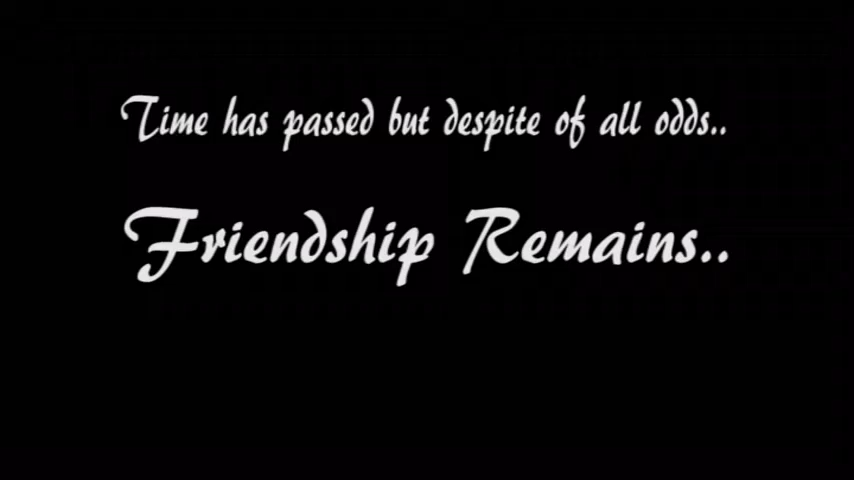 Time has passed but despite of all odds..
Friendship Remains..